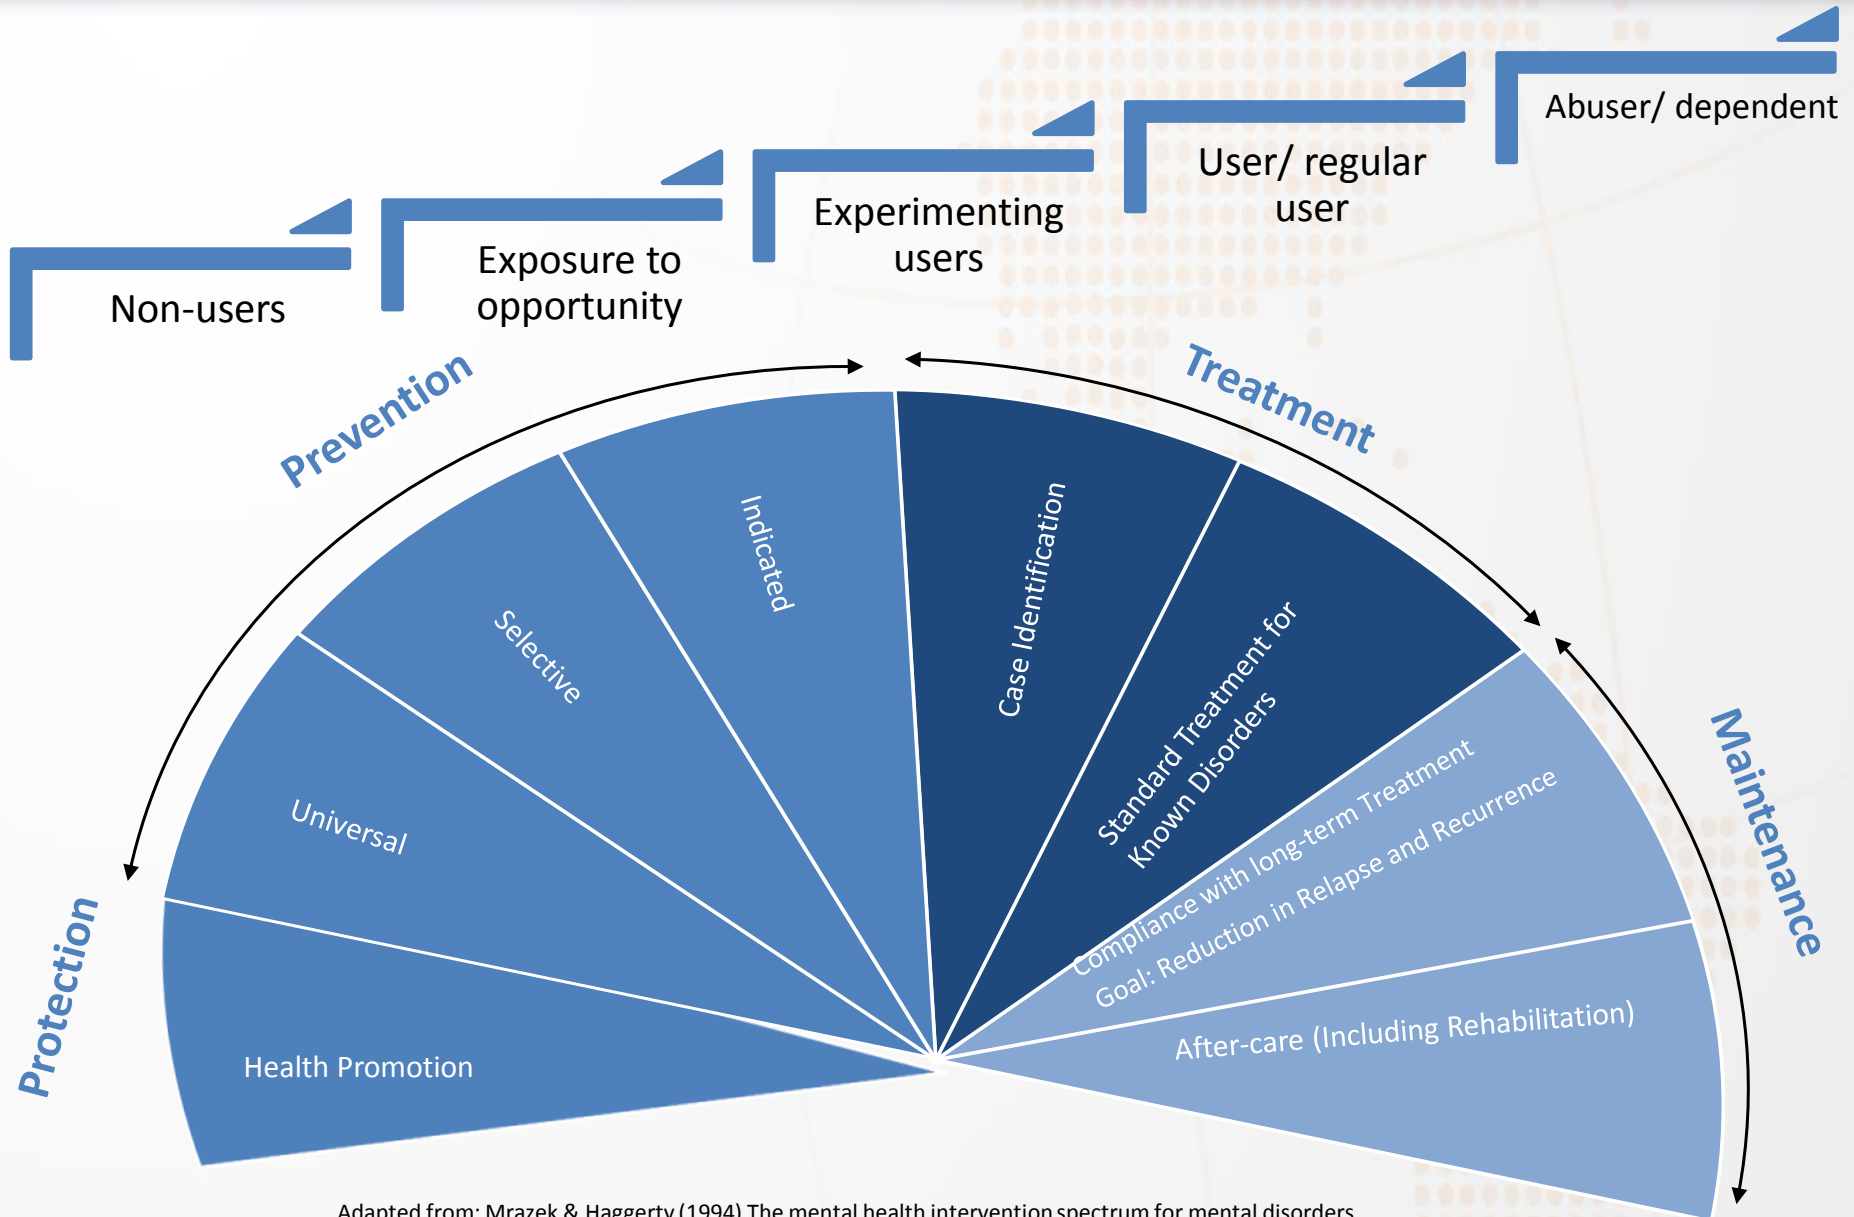 Non-users
Exposure to
opportunity
Experimenting
users
User/ regular
user
Abuser/ dependent
Protection
Prevention
Treatment
Maintenance
Health Promotion
Universal
Selective
Indicated
Case Identification
Standard Treatment for
Known Disorders
Compliance with long-term Treatment
Goal: Reduction in Relapse and Recurrence
After-care (Including Rehabilitation)
Adapted from: Mrazek & Haggerty (1994) The mental health intervention spectrum for mental disorders